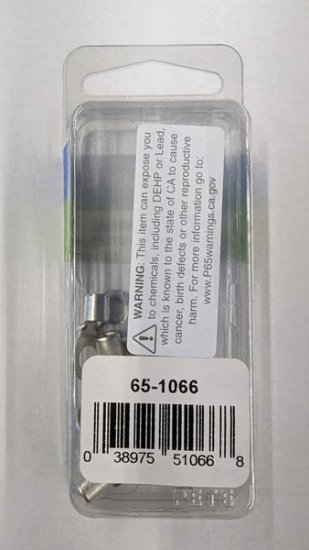 WARNING: This item can expose you
to chemicals, including DEHP or Lead,
which is known to the state of CA to cause
cancer, birth defects or other reproductive
harm. For more information go to:
www.P65warnings.ca.gov
65-1066
0 38975 51066 8
PETE